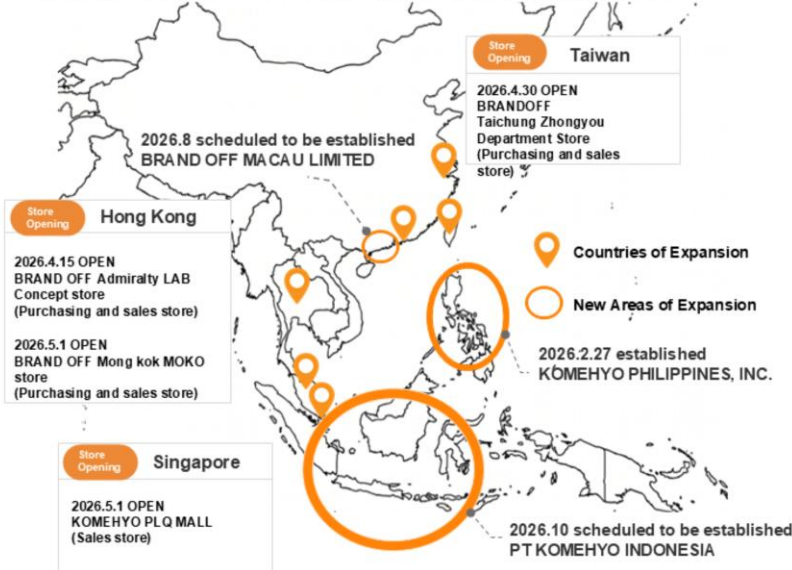 Store
Opening
Taiwan
2026.4.30 OPEN
BRANDOFF
Taichung Zhongyou
Department Store
(Purchasing and sales
store)
2026.8 scheduled to be established
BRAND OFF MACAU LIMITED
Store
Opening
Hong Kong
2026.4.15 OPEN
BRAND OFF Admiralty LAB
Concept store
(Purchasing and sales store)
2026.5.1 OPEN
BRAND OFF Mong kok MOKO
store
(Purchasing and sales store)
Countries of Expansion
New Areas of Expansion
2026.2.27 established
KOMEHYO PHILIPPINES, INC.
Store
Opening
Singapore
2026.5.1 OPEN
KOMEHYO PLQ MALL
(Sales store)
2026.10 scheduled to be established
PT KOMEHYO INDONESIA